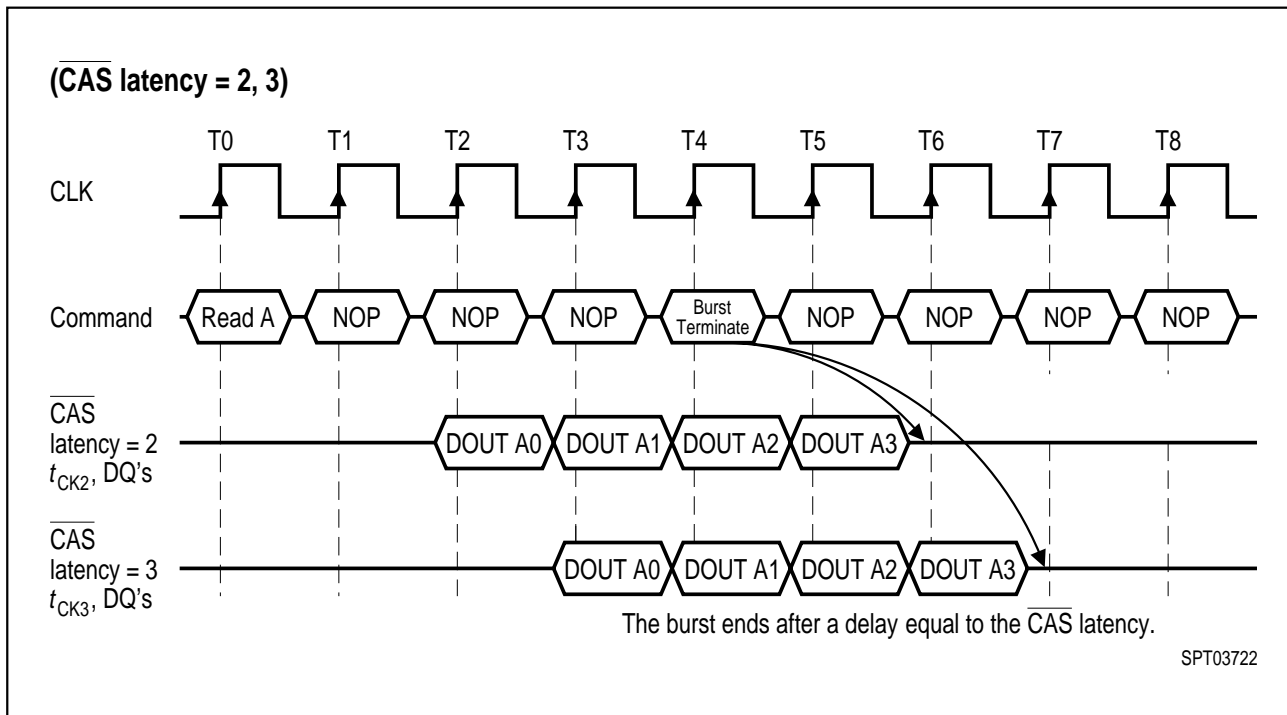 (CAS latency = 2, 3)
T0 T1 T2 T3 T4 T5 T6 T7 T8
CLK
Command Read A NOP NOP NOP Burst Terminate NOP NOP NOP NOP
CAS
latency = 2
tCK2, DQ's
DOUT A0 DOUT A1 DOUT A2 DOUT A3
CAS
latency = 3
tCK3, DQ's
DOUT A0 DOUT A1 DOUT A2 DOUT A3
The burst ends after a delay equal to the CAS latency.
SPT03722